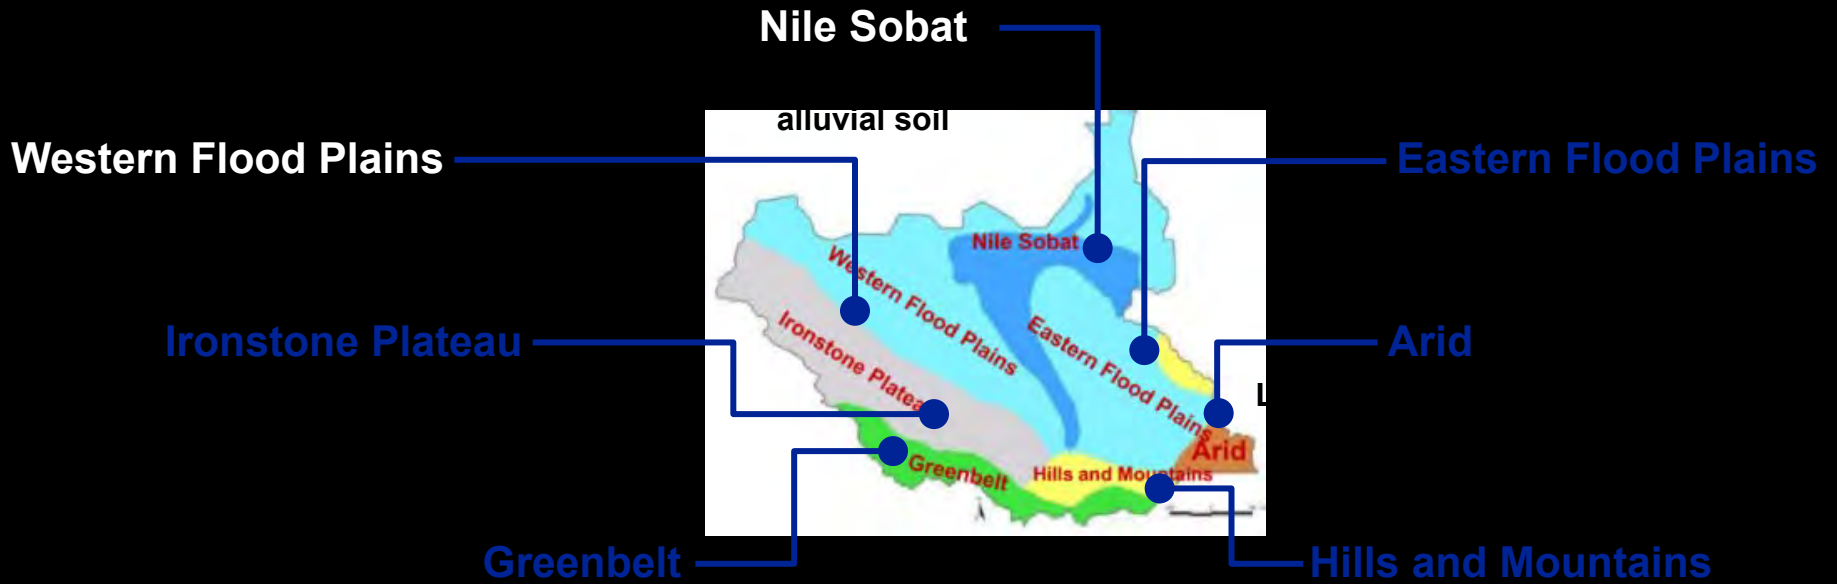 Nile Sobat
alluvial soil
Western Flood Plains
Eastern Flood Plains
Nile Sobat
Western Flood Plains
Ironstone Plateau
Ironstone Platea
Eastern Flood Plains
Arid
L
Arid
Greenbelt
Hills and Mountains
Greenbelt
Hills and Mountains